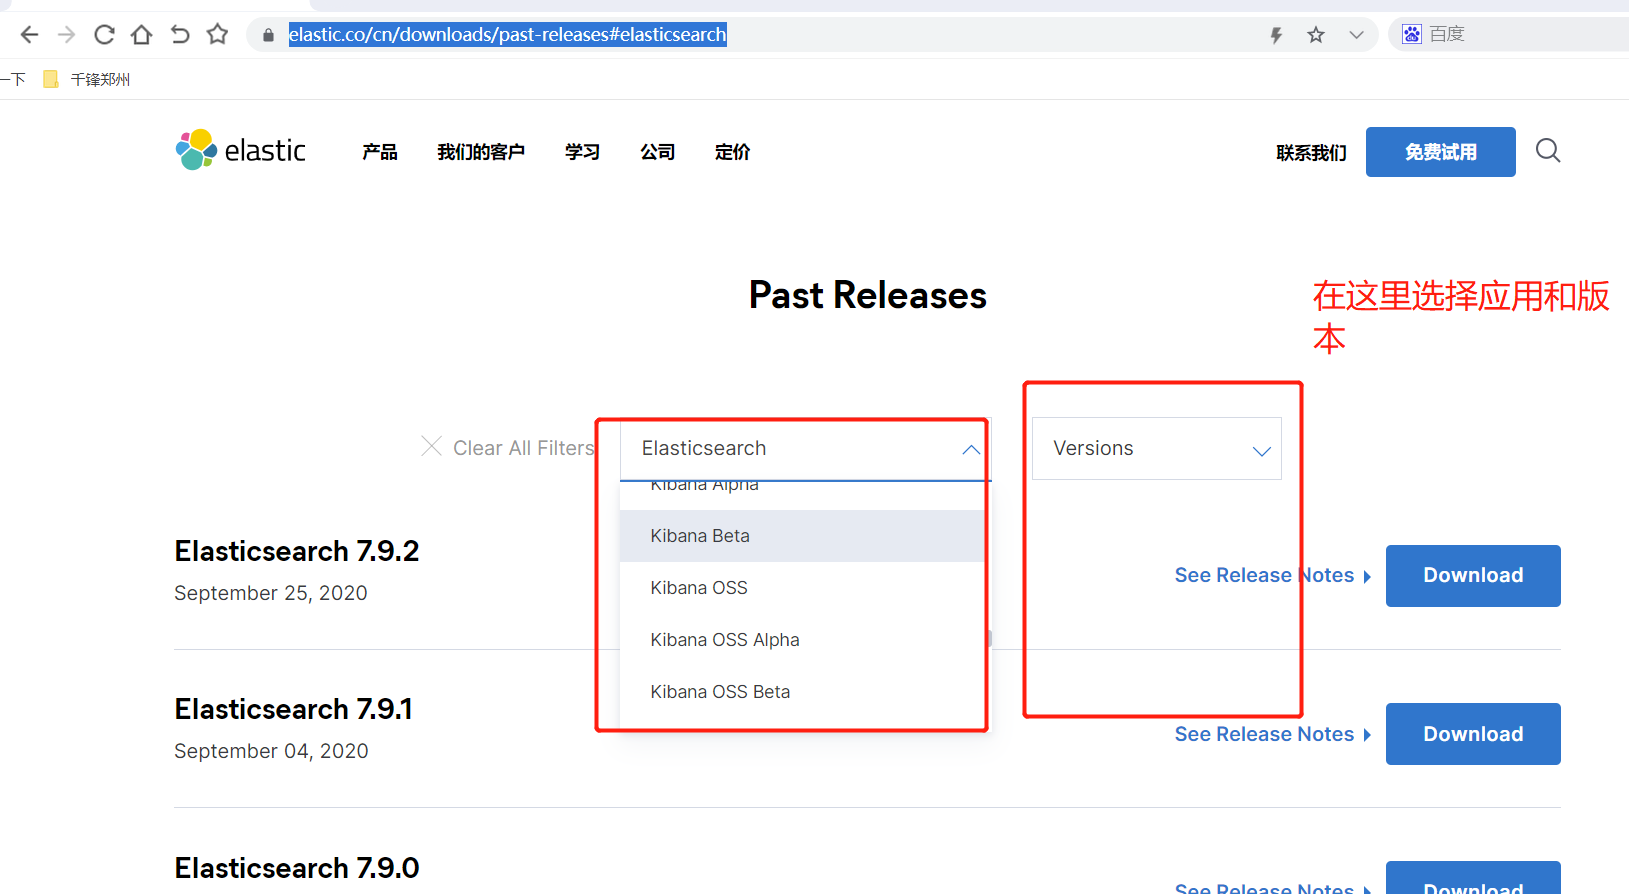 elastic.co/cn/downloads/past-releases#elasticsearch
百度
一下
千锋郑州
elastic
产品
我们的客户
学习
公司
定价
联系我们
免费试用
Past Releases
在这里选择应用和版
本
Clear All Filters
Elasticsearch
Versions
Kibana Alpha
Kibana Beta
Kibana OSS
Kibana OSS Alpha
Kibana OSS Beta
Elasticsearch 7.9.2
September 25, 2020
See Release Notes
Download
Elasticsearch 7.9.1
September 04, 2020
See Release Notes
Download
Elasticsearch 7.9.0
See Release Notes
Download